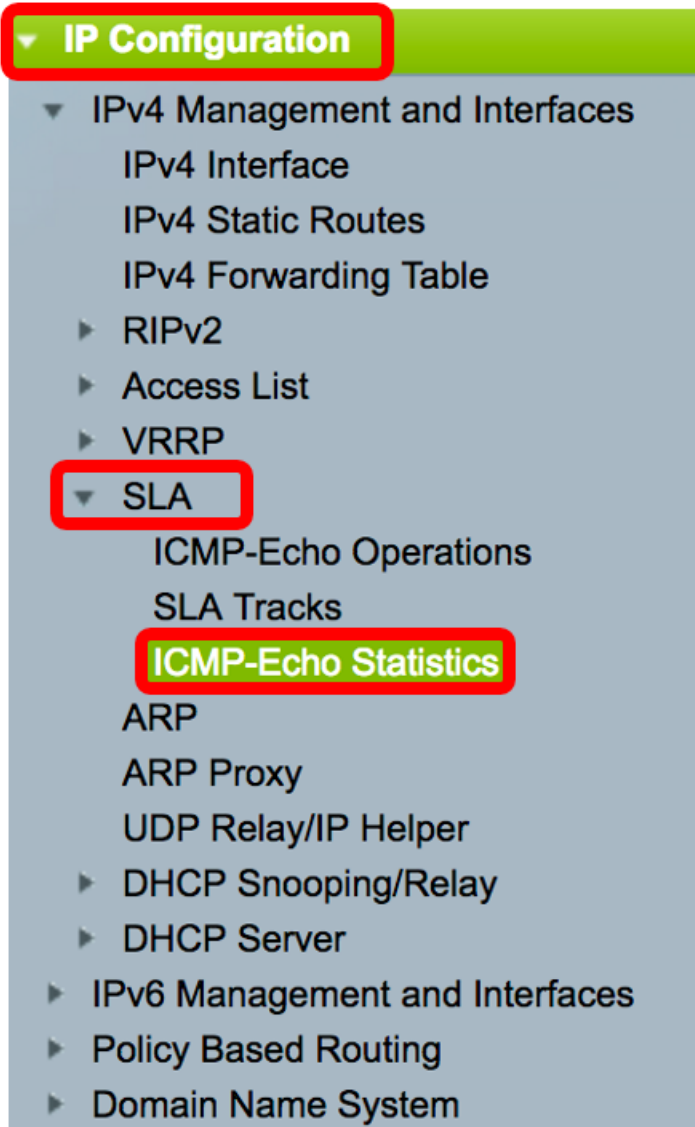 IP Configuration
IPv4 Management and Interfaces
IPv4 Interface
IPv4 Static Routes
IPv4 Forwarding Table
RIPv2
Access List
VRRP
SLA
ICMP-Echo Operations
SLA Tracks
ICMP-Echo Statistics
ARP
ARP Proxy
UDP Relay/IP Helper
DHCP Snooping/Relay
DHCP Server
IPv6 Management and Interfaces
Policy Based Routing
Domain Name System